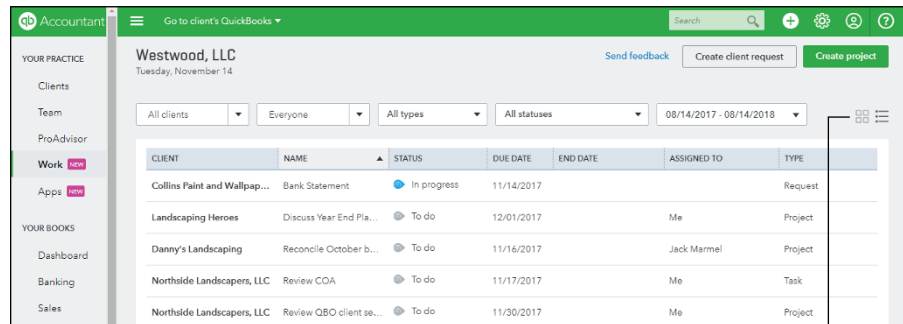 qb Accountant
Go to client's QuickBooks
Search
YOUR PRACTICE
Clients
Team
ProAdvisor
Work NEW
Apps NEW
YOUR BOOKS
Dashboard
Banking
Sales
Westwood, LLC
Tuesday, November 14
Send feedback
Create client request
Create project
All clients
Everyone
All types
All statuses
08/14/2017 - 08/14/2018
CLIENT NAME STATUS DUE DATE END DATE ASSIGNED TO TYPE
Collins Paint and Wallpap... Bank Statement In progress 11/14/2017 Request
Landscaping Heroes Discuss Year End Pla... To do 12/01/2017 Me Project
Danny's Landscaping Reconcile October b... To do 11/16/2017 Jack Marmel Project
Northside Landscapers, LLC Review COA To do 11/17/2017 Me Task
Northside Landscapers, LLC Review QBO client se... To do 11/30/2017 Me Project